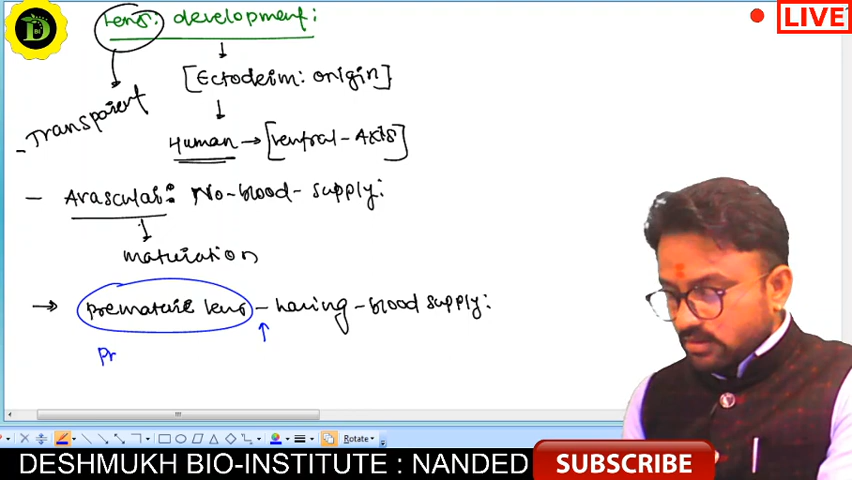 Lens: development:
LIVE
[Ectoderm: origin]
- Transparent
Human → [Central-Axis]
- Avascular: No-blood-supply:
maturation
→ premature lens - having - blood supply:
Pr
Rotate
DESHMUKH BIO-INSTITUTE : NANDED
SUBSCRIBE